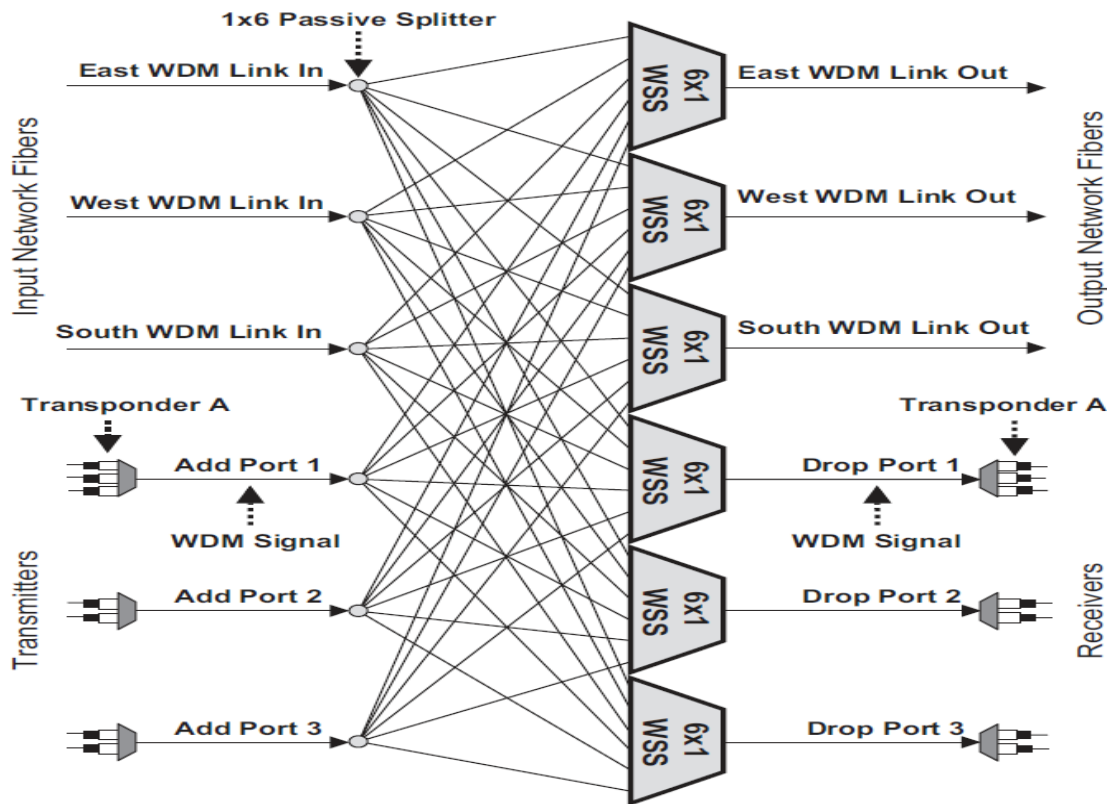 1x6 Passive Splitter
East WDM Link In
6x1
WSS
East WDM Link Out
Input Network Fibers
West WDM Link In
6x1
WSS
West WDM Link Out
Output Network Fibers
South WDM Link In
6x1
WSS
South WDM Link Out
Transponder A
Transponder A
Add Port 1
6x1
WSS
Drop Port 1
WDM Signal
WDM Signal
Transmitters
Add Port 2
6x1
WSS
Drop Port 2
Receivers
Add Port 3
6x1
WSS
Drop Port 3